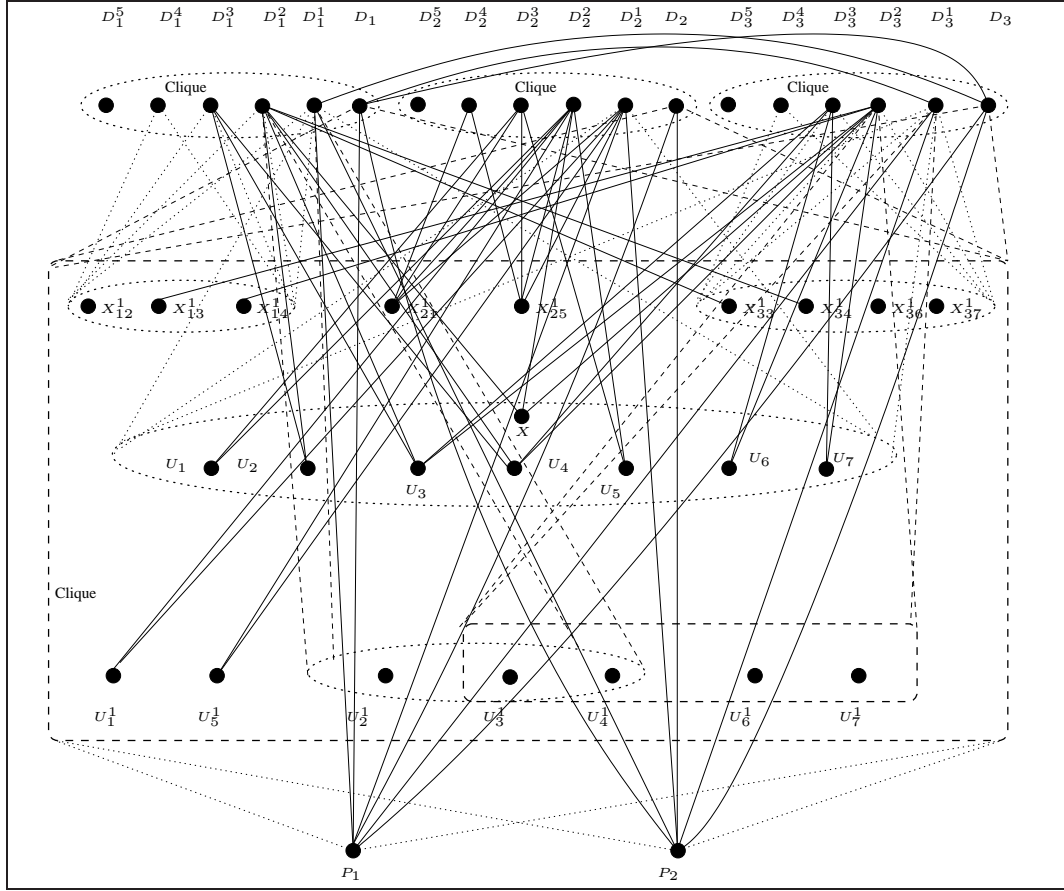 D_1^5 D_1^4 D_1^3 D_1^2 D_1^1 D_1 D_2^5 D_2^4 D_2^3 D_2^2 D_2^1 D_2 D_3^5 D_3^4 D_3^3 D_3^2 D_3^1 D_3
Clique Clique Clique
X_{12}^1 X_{13}^1 X_{14}^1 X_{21}^1 X_{25}^1 X_{33}^1 X_{34}^1 X_{36}^1 X_{37}^1
X
U_1 U_2 U_3 U_4 U_5 U_6 U_7
Clique
U_1^1 U_5^1 U_2^1 U_3^1 U_4^1 U_6^1 U_7^1
P_1 P_2